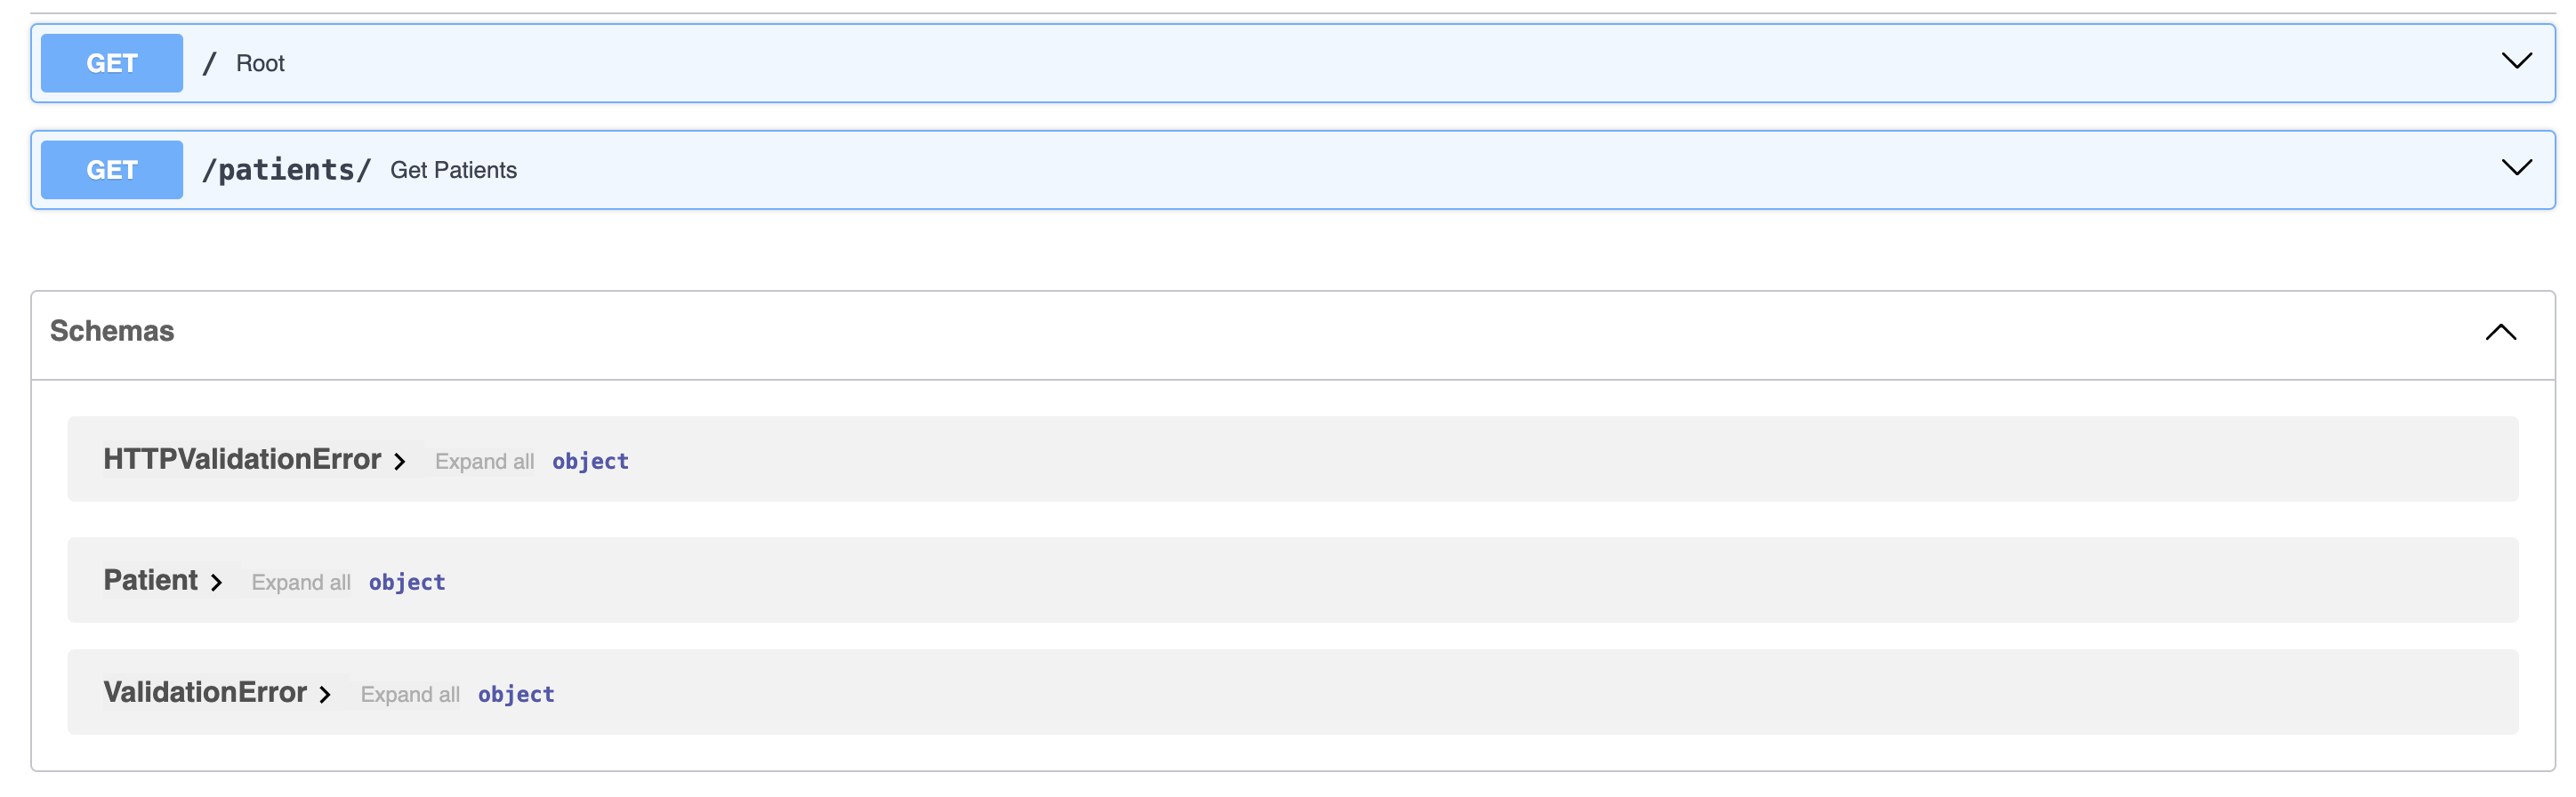 GET / Root
GET /patients/ Get Patients
Schemas
HTTPValidationError Expand all object
Patient Expand all object
ValidationError Expand all object